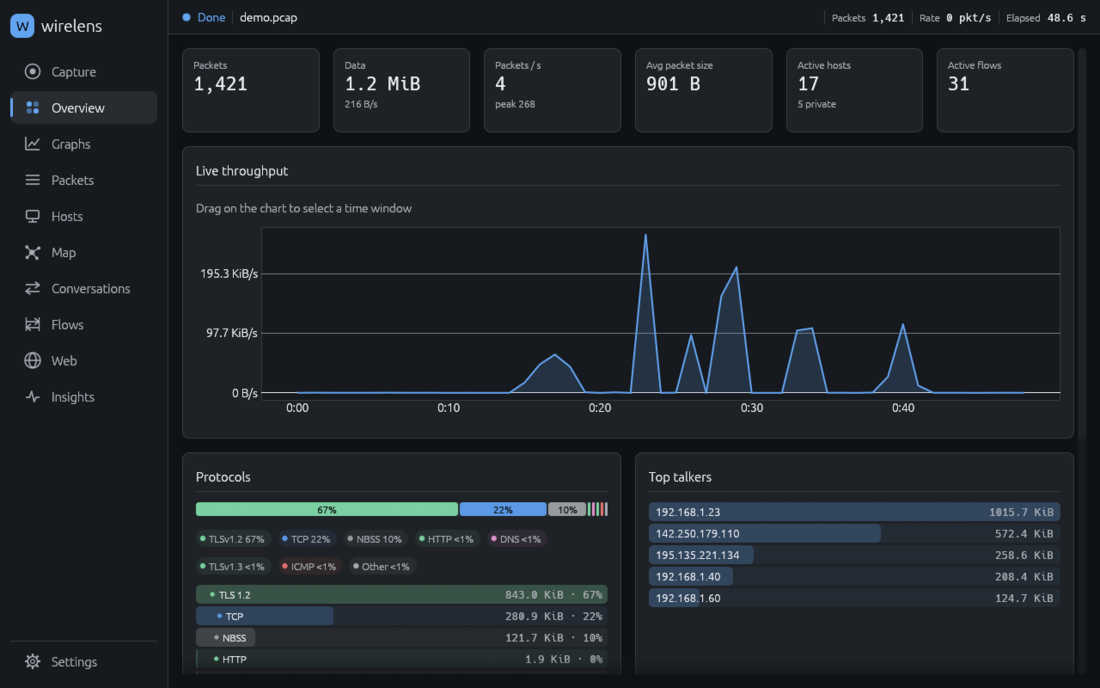 W wirelens
Done demo.pcap Packets 1,421 Rate 0 pkt/s Elapsed 48.6 s
Capture
Overview
Graphs
Packets
Hosts
Map
Conversations
Flows
Web
Insights
Settings
Packets
1,421
Data
1.2 MiB
216 B/s
Packets / s
4
peak 268
Avg packet size
901 B
Active hosts
17
5 private
Active flows
31
Live throughput
Drag on the chart to select a time window
195.3 KiB/s
97.7 KiB/s
0 B/s
0:00 0:10 0:20 0:30 0:40
Protocols
67% 22% 10%
TLSv1.2 67% TCP 22% NBSS 10% HTTP <1% DNS <1%
TLSv1.3 <1% ICMP <1% Other <1%
TLS 1.2 843.0 KiB · 67%
TCP 280.9 KiB · 22%
NBSS 121.7 KiB · 10%
HTTP 1.9 KiB · 0%
Top talkers
192.168.1.23 1015.7 KiB
142.250.179.110 572.4 KiB
195.135.221.134 258.6 KiB
192.168.1.40 208.4 KiB
192.168.1.60 124.7 KiB